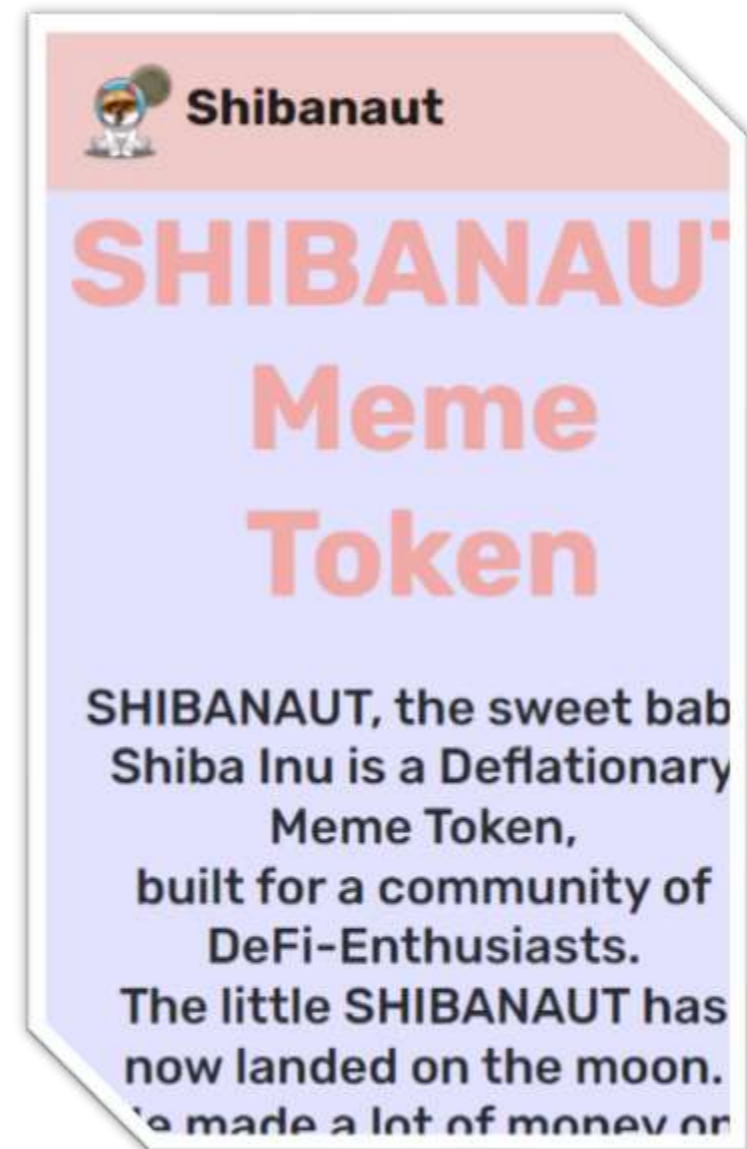 Shibanaut
SHIBANAU
Meme
Token
SHIBANAUT, the sweet bab
Shiba Inu is a Deflationary
Meme Token,
built for a community of
DeFi-Enthusiasts.
The little SHIBANAUT has
now landed on the moon.
made a lot of money on